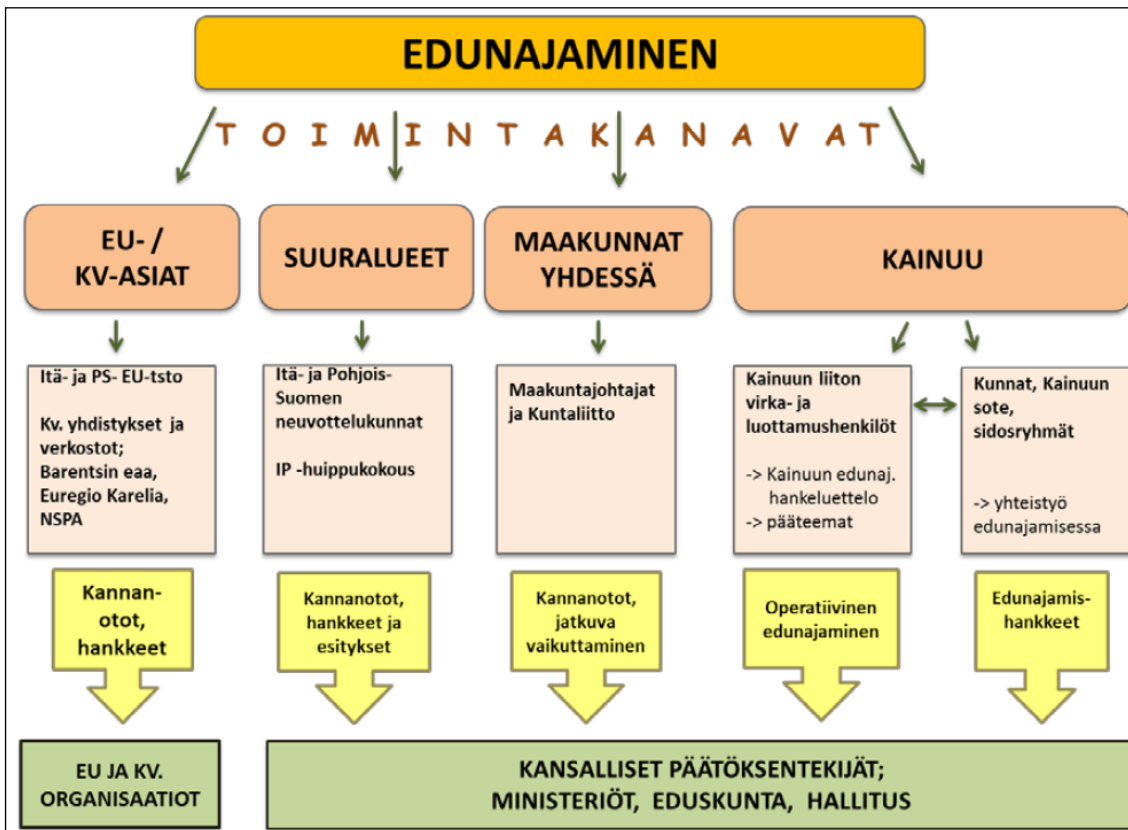 EDUNAJAMINEN
TOIMINTAKANAVAT
EU- /
KV-ASIAT
SUURALUEET
MAAKUNNAT
YHDESSÄ
KAINUU
Itä- ja PS- EU-tsto
Kv. yhdistykset ja
verkostot;
Barentsin eaa,
Euregio Karelia,
NSPA
Itä- ja Pohjois-
Suomen
neuvottelukunnat
IP -huippukokous
Maakuntajohtajat
ja Kuntaliitto
Kainuun liiton
virka- ja
luottamushenkilöt
-> Kainuun edunaj.
hankeluettelo
-> pääteemat
Kunnat, Kainuun
sote,
sidosryhmät
-> yhteistyö
edunajamisessa
Kannan-
otot,
hankkeet
Kannanotot,
hankkeet ja
esitykset
Kannanotot,
jatkuva
vaikuttaminen
Operatiivinen
edunajaminen
Edunajamis-
hankkeet
EU JA KV.
ORGANISAATIOT
KANSALLISET PÄÄTÖKSENTEKIJÄT;
MINISTERIÖT, EDUSKUNTA, HALLITUS